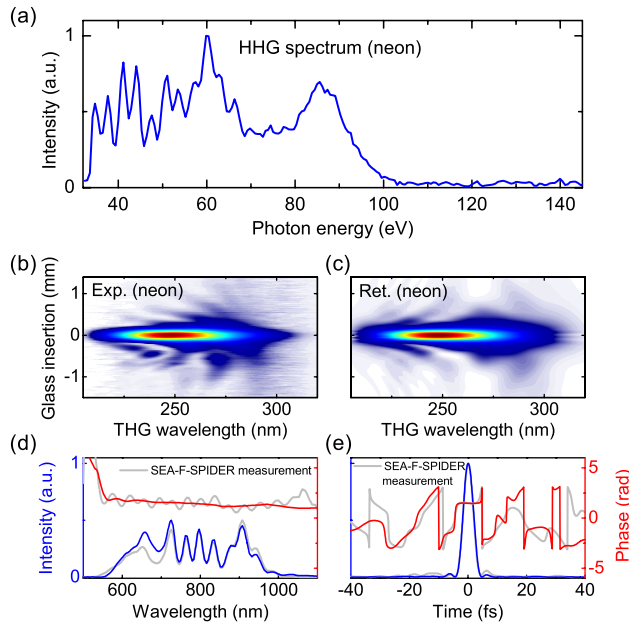 (a)
HHG spectrum (neon)
Intensity (a.u.)
1
0
40 60 80 100 120 140
Photon energy (eV)
(b) (c)
Exp. (neon) Ret. (neon)
Glass insertion (mm)
1
0
-1
250 300 250 300
THG wavelength (nm) THG wavelength (nm)
(d) (e)
SEA-F-SPIDER measurement
SEA-F-SPIDER
measurement
Intensity (a.u.)
1
0
600 800 1000
Wavelength (nm)
-40 -20 0 20 40
Time (fs)
5
0
-5
Phase (rad)